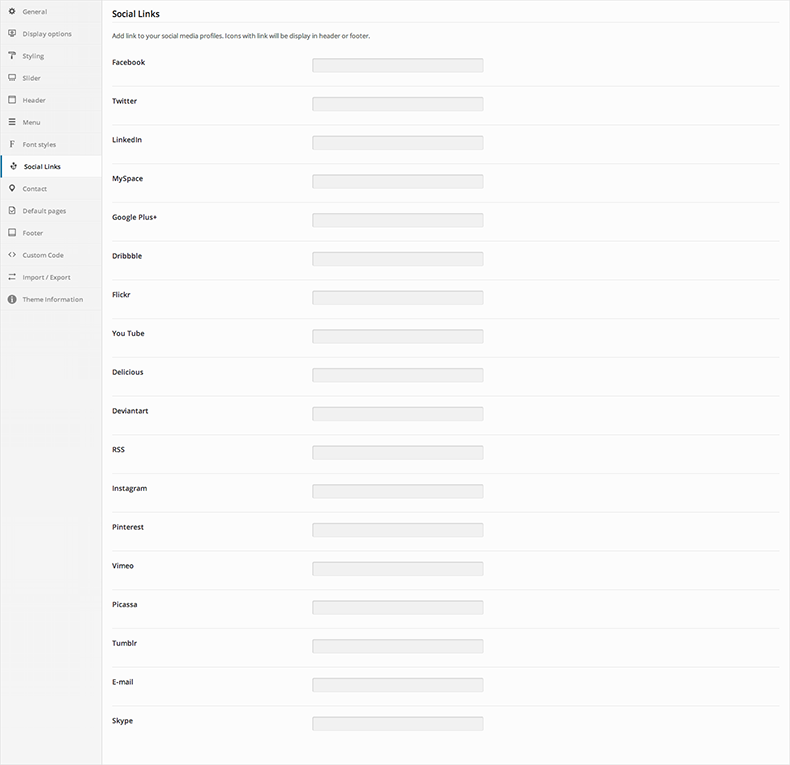 General
Display options
Styling
Slider
Header
Menu
Font styles
Social Links
Contact
Default pages
Footer
Custom Code
Import / Export
Theme Information
Social Links
Add link to your social media profiles. Icons with link will be display in header or footer.
Facebook
Twitter
LinkedIn
MySpace
Google Plus+
Dribbble
Flickr
You Tube
Delicious
Deviantart
RSS
Instagram
Pinterest
Vimeo
Picassa
Tumblr
E-mail
Skype